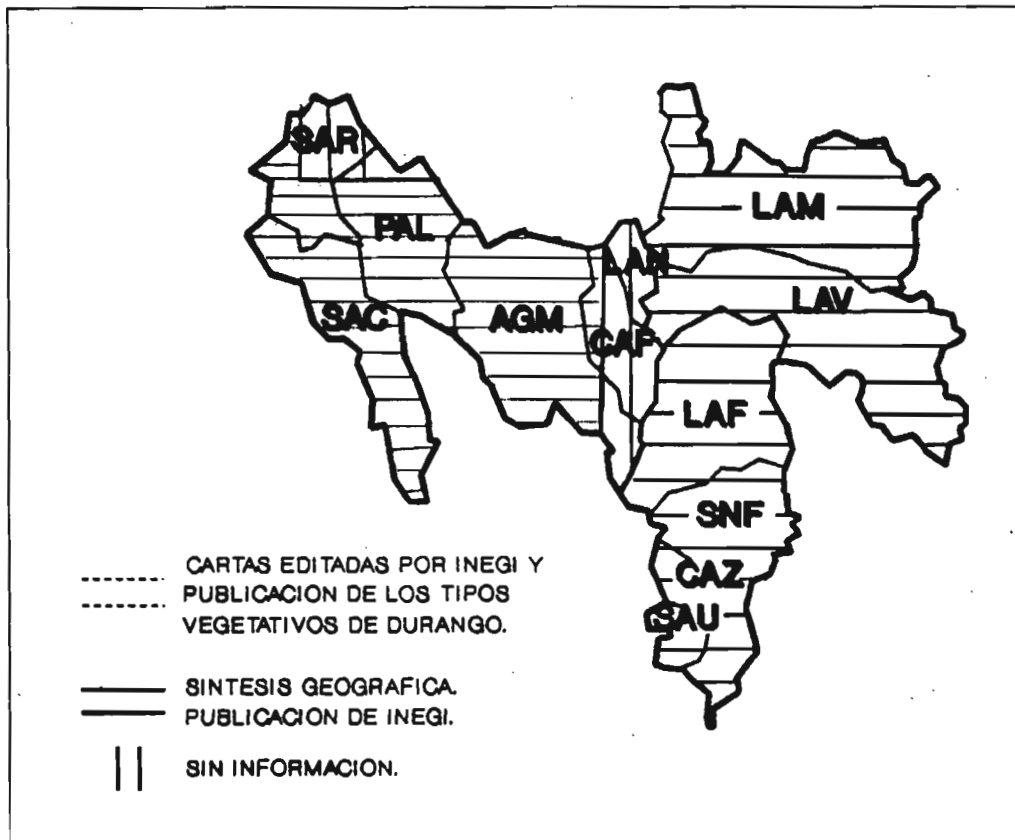 SAR
LAM
PAL
LAN
LAV
SAC
AGM
CAF
LAF
SNF
CAZ
SAU
CARTAS EDITADAS POR INEGI Y
PUBLICACION DE LOS TIPOS
VEGETATIVOS DE DURANGO.
SINTESIS GEOGRAFICA.
PUBLICACION DE INEGI.
SIN INFORMACION.